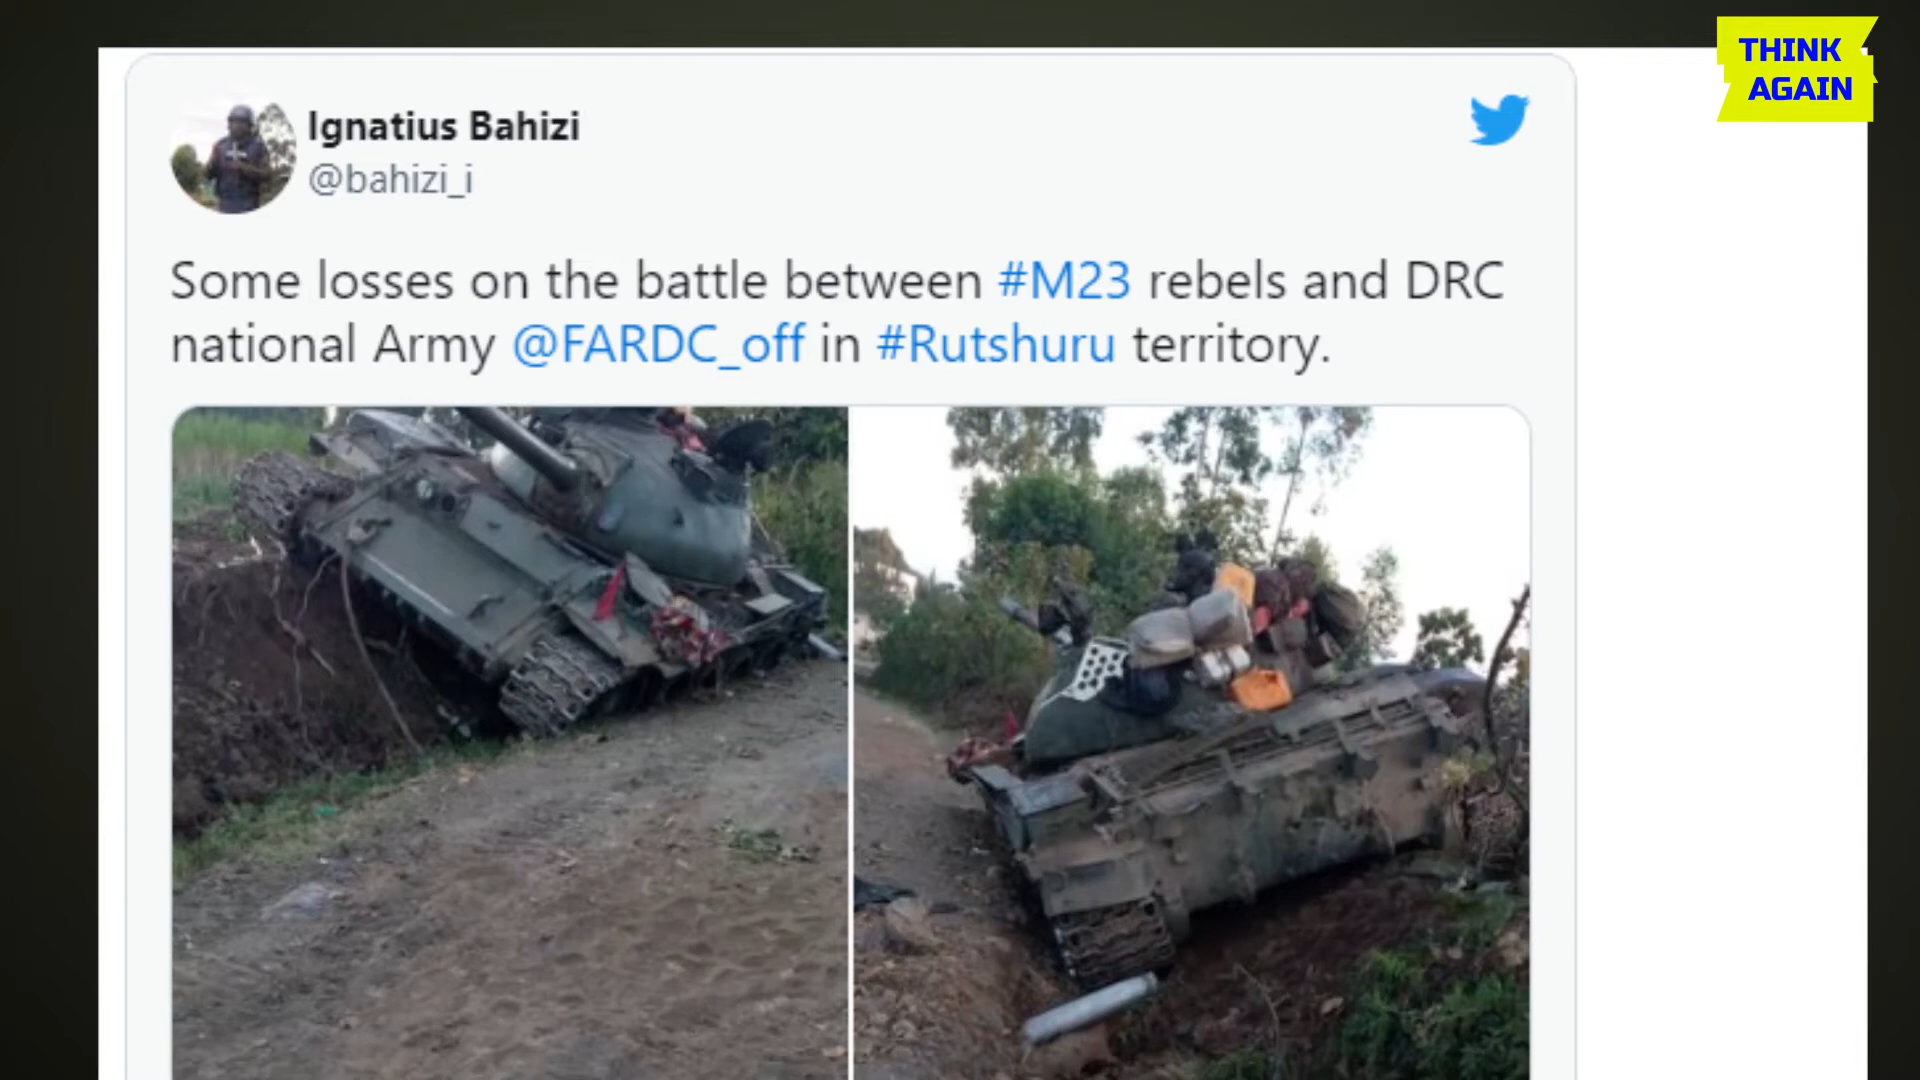 THINK
AGAIN
Ignatius Bahizi
@bahizi_i
Some losses on the battle between #M23 rebels and DRC
national Army @FARDC_off in #Rutshuru territory.